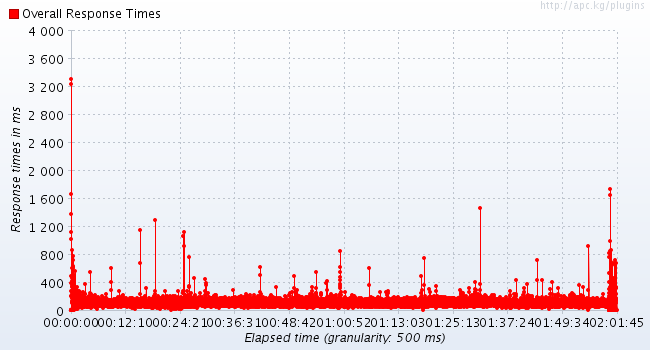 http://apc.kg/plugins
Overall Response Times
4 000
3 600
3 200
2 800
2 400
2 000
1 600
1 200
800
400
0
Response times in ms
00:00:00 00:12:10 00:24:21 00:36:31 00:48:42 01:00:52 01:13:03 01:25:13 01:37:24 01:49:34 02:01:45
Elapsed time (granularity: 500 ms)